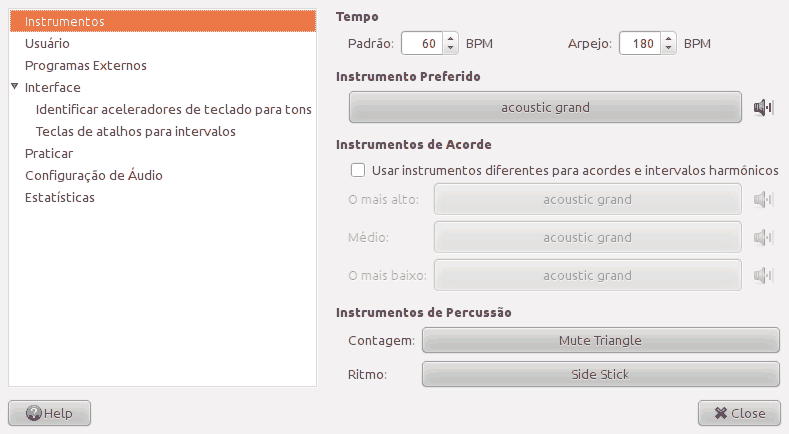 Instrumentos
Usuário
Programas Externos
Interface
Identificar aceleradores de teclado para tons
Teclas de atalhos para intervalos
Praticar
Configuração de Áudio
Estatísticas
Tempo
Padrão: 60 BPM Arpejo: 180 BPM
Instrumento Preferido
acoustic grand
Instrumentos de Acorde
Usar instrumentos diferentes para acordes e intervalos harmônicos
O mais alto: acoustic grand
Médio: acoustic grand
O mais baixo: acoustic grand
Instrumentos de Percussão
Contagem: Mute Triangle
Ritmo: Side Stick
Help Close